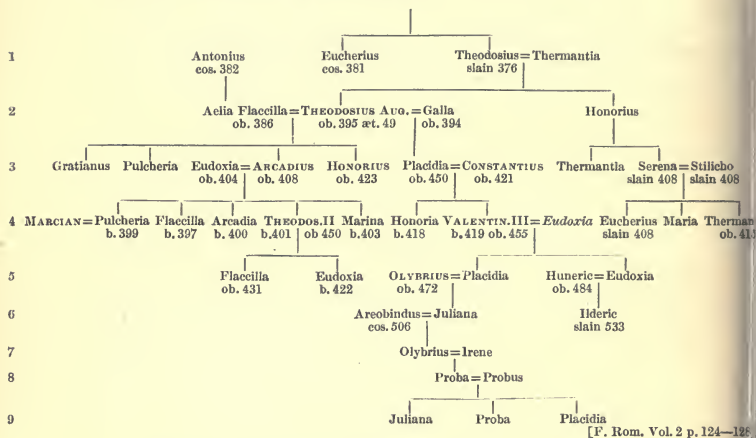 1 Antonius Eucherius Theodosius=Thermantia
cos. 382 cos. 381 slain 376
2 Aelia Flaccilla=THEODOSIUS AUG.=Galla Honorius
ob. 386 ob. 395 æt. 49 ob. 394
3 Gratianus Pulcheria Eudoxia=ARCADIUS HONORIUS Placidia=CONSTANTIUS Thermantia Serena=Stilicho
ob. 404 ob. 408 ob. 423 ob. 450 ob. 421 slain 408 slain 408
4 MARCIAN=Pulcheria Flaccilla Arcadia THEODOS.II Marina Honoria VALENTIN.III=Eudoxia Eucherius Maria Therman
b. 399 b. 397 b. 400 b.401 ob 450 b.403 b.418 b.419 ob. 455 slain 408 ob. 415
5 Flaccilla Eudoxia OLYBRIUS=Placidia Huneric=Eudoxia
ob. 431 b. 422 ob. 472 ob. 484
6 Areobindus=Juliana Ilderic
cos. 506 slain 533
7 Olybrius=Irene
8 Proba=Probus
9 Juliana Proba Placidia
[F. Rom. Vol. 2 p. 124—128